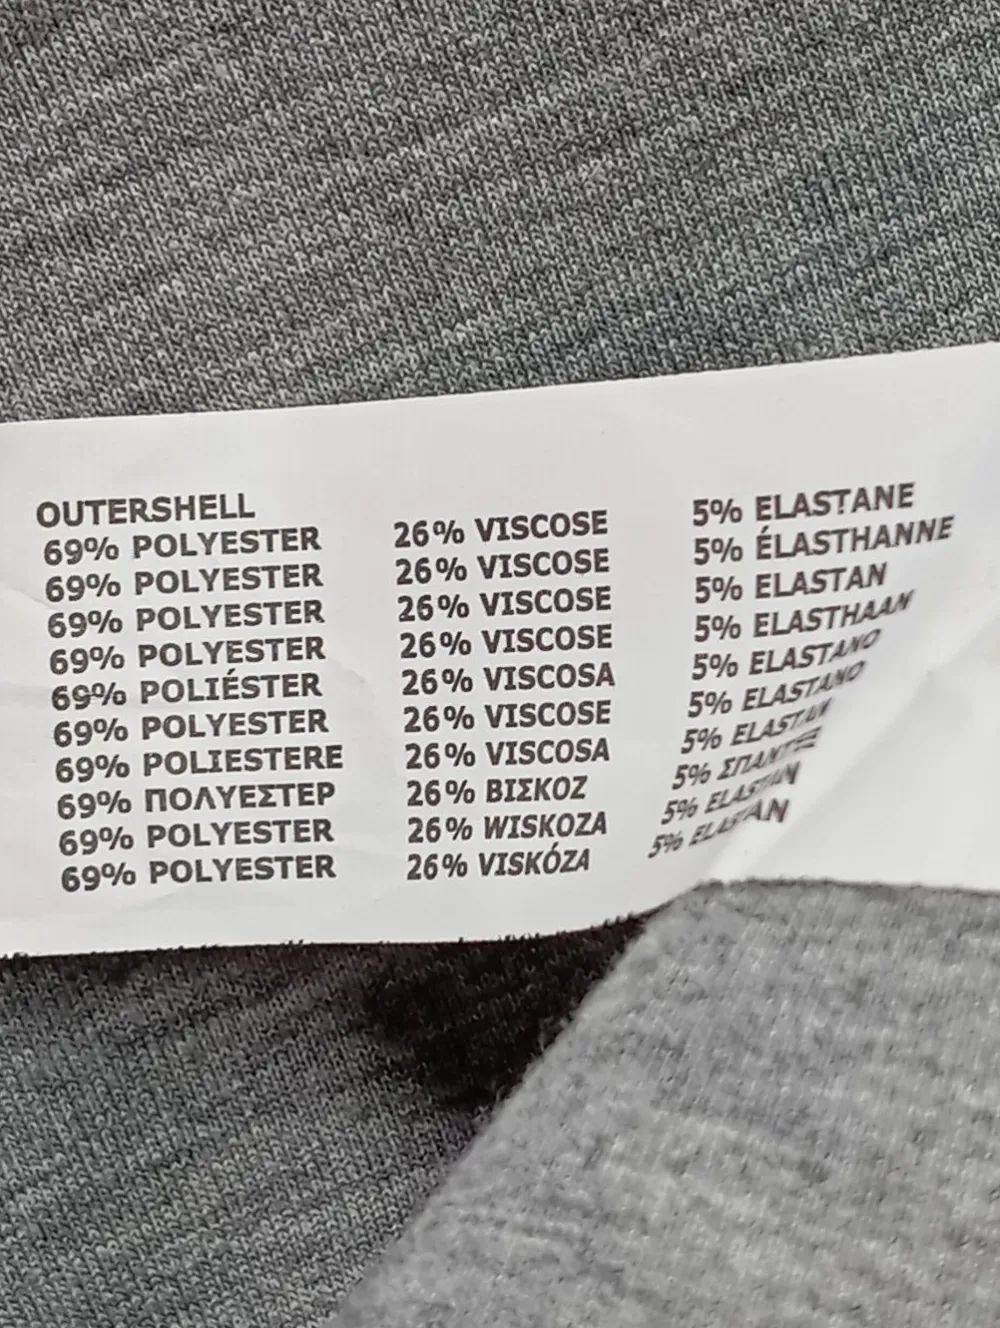 OUTERSHELL
69% POLYESTER 26% VISCOSE 5% ELASTANE
69% POLYESTER 26% VISCOSE 5% ÉLASTHANNE
69% POLYESTER 26% VISCOSE 5% ELASTAN
69% POLYESTER 26% VISCOSE 5% ELASTHAAN
69% POLIÉSTER 26% VISCOSA 5% ELASTANO
69% POLYESTER 26% VISCOSE 5% ELASTANO
69% POLIESTERE 26% VISCOSA 5% ELASTAN
69% ΠΟΛΥΕΣΤΕΡ 26% ΒΙΣΚΟΖ 5% ΣΠΑΝΤΕΞ
69% POLYESTER 26% WISKOZA 5% ELASTAN
69% POLYESTER 26% VISKÓZA 5% ELASTAN